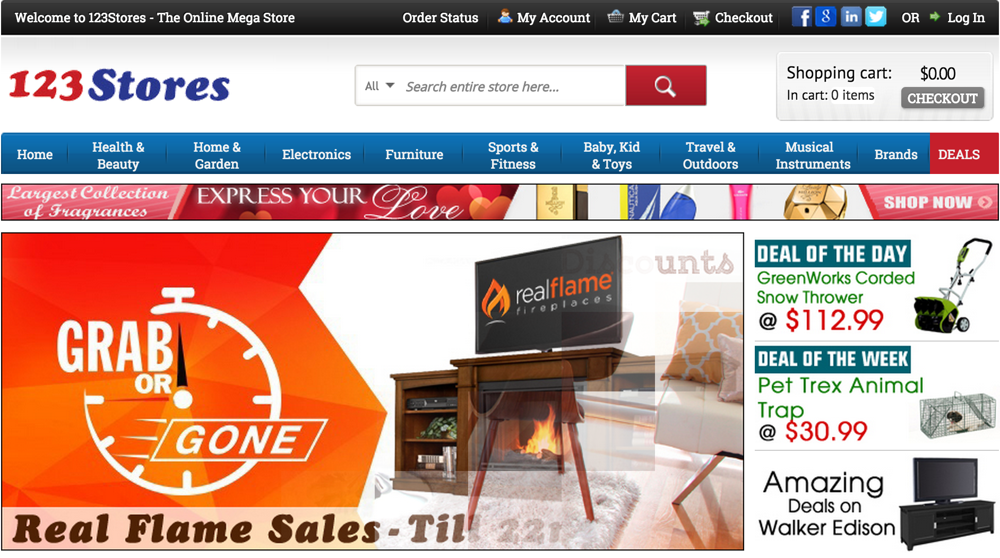 Welcome to 123Stores - The Online Mega Store
Order Status
My Account
My Cart
Checkout
f
8
in
OR
Log In
123Stores
All
Search entire store here...
Shopping cart: $0.00
In cart: 0 items
CHECKOUT
Home
Health &
Beauty
Home &
Garden
Electronics
Furniture
Sports &
Fitness
Baby, Kid
& Toys
Travel &
Outdoors
Musical
Instruments
Brands
DEALS
Largest Collection
of Fragrances
EXPRESS YOUR Love
NAUTICA
MILLION
SHOP NOW
GRAB
OR
GONE
realflame
fireplaces
Discounts
Real Flame Sales - Till
DEAL OF THE DAY
GreenWorks Corded
Snow Thrower
@ $112.99
DEAL OF THE WEEK
Pet Trex Animal
Trap
@ $30.99
Amazing
Deals on
Walker Edison